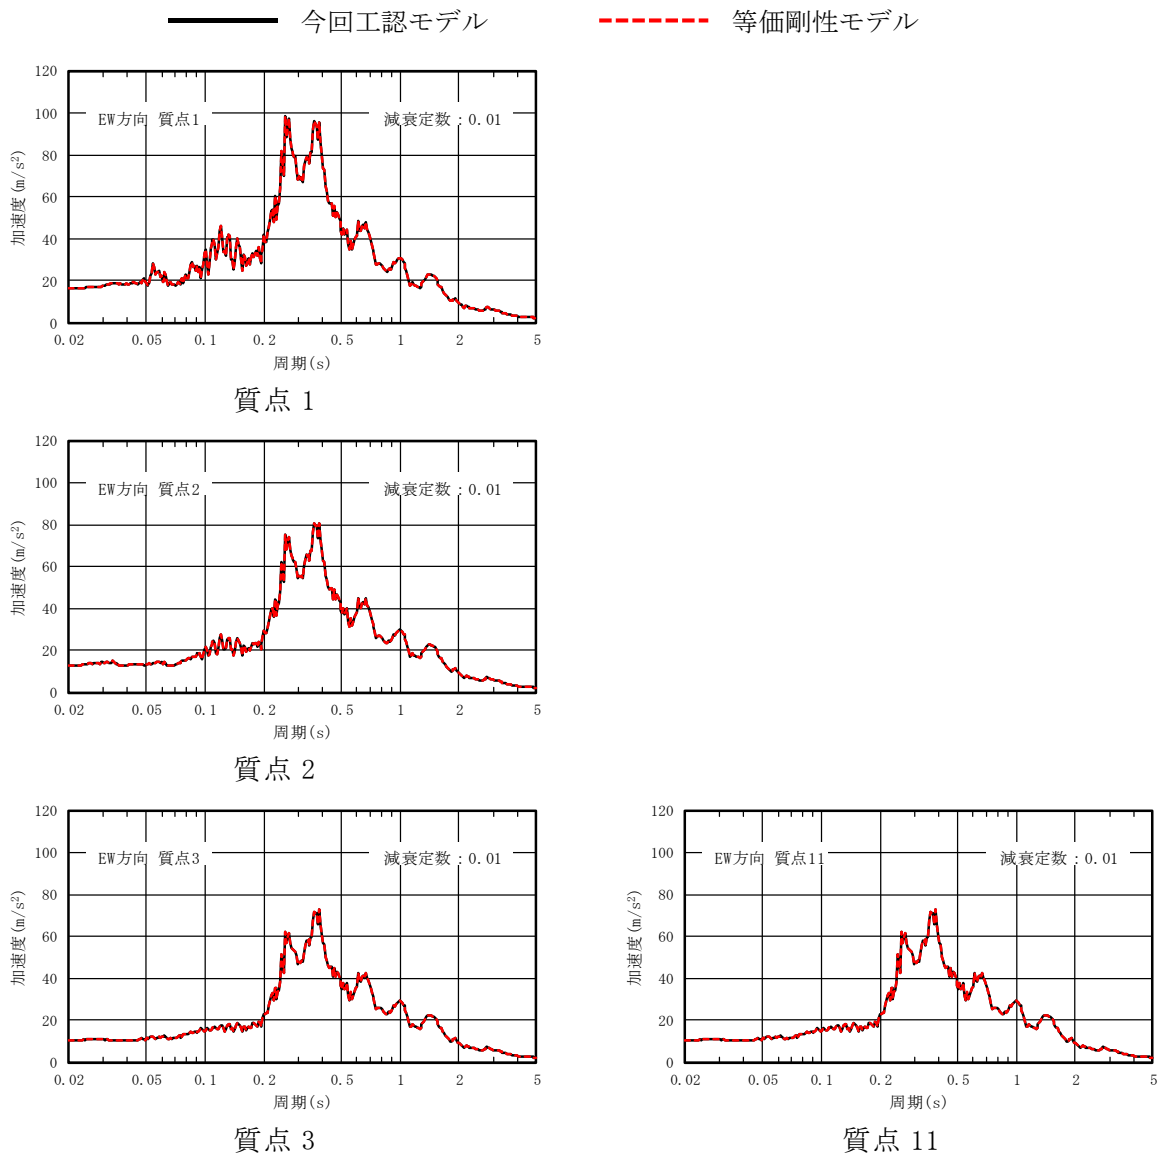 今回工認モデル 等価剛性モデル
120
100
80
60
40
20
0
加速度(m/s²)
EW方向 質点1 減衰定数:0.01
0.02 0.05 0.1 0.2 0.5 1 2 5
周期(s)
質点 1
120
100
80
60
40
20
0
加速度(m/s²)
EW方向 質点2 減衰定数:0.01
0.02 0.05 0.1 0.2 0.5 1 2 5
周期(s)
質点 2
120
100
80
60
40
20
0
加速度(m/s²)
EW方向 質点3 減衰定数:0.01
0.02 0.05 0.1 0.2 0.5 1 2 5
周期(s)
質点 3
120
100
80
60
40
20
0
加速度(m/s²)
EW方向 質点11 減衰定数:0.01
0.02 0.05 0.1 0.2 0.5 1 2 5
周期(s)
質点 11